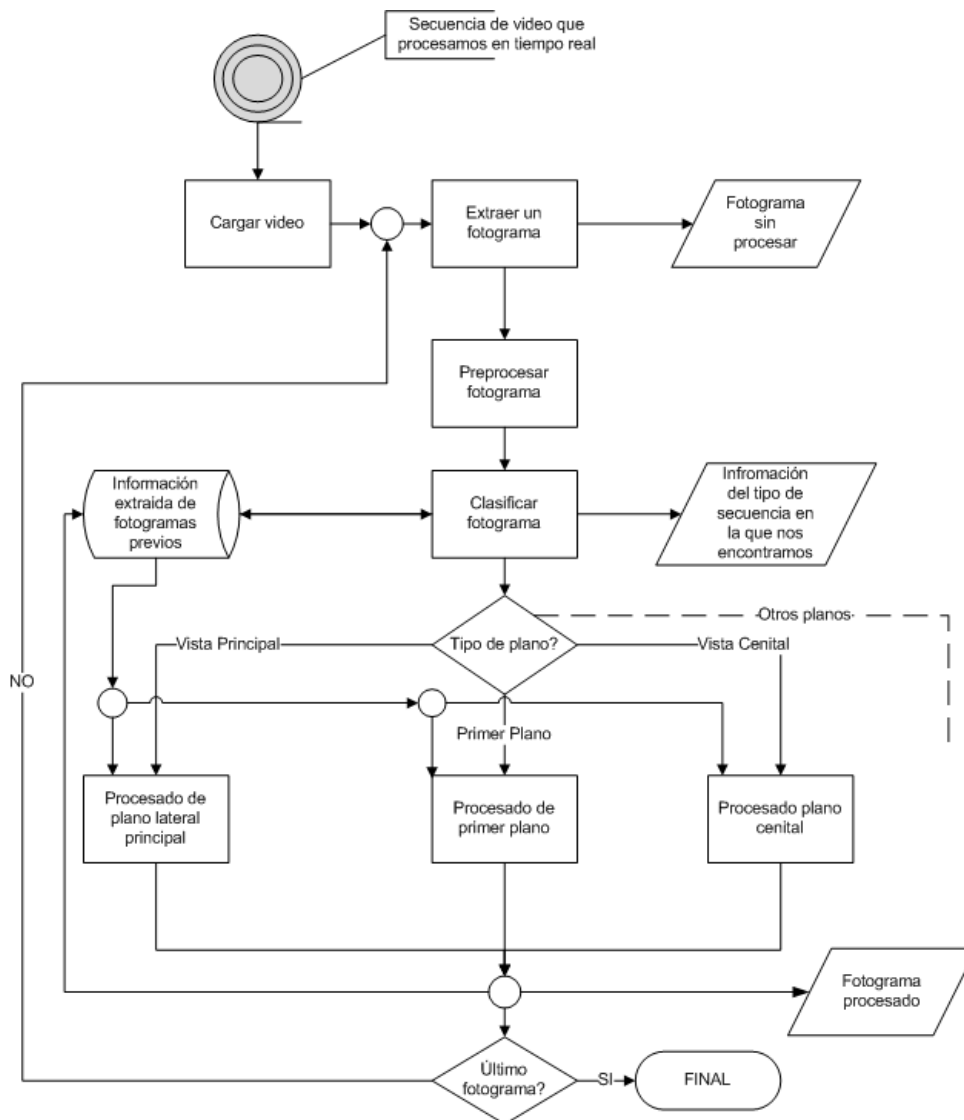 Secuencia de video que
procesamos en tiempo real
Cargar video
Extraer un
fotograma
Fotograma
sin
procesar
Preprocesar
fotograma
Información
extraida de
fotogramas
previos
Clasificar
fotograma
Infromación
del tipo de
secuencia en
la que nos
encontramos
Otros planos
Vista Principal
Tipo de plano?
Vista Cenital
NO
Primer Plano
Procesado de
plano lateral
principal
Procesado de
primer plano
Procesado plano
cenital
Fotograma
procesado
Último
fotograma?
SI
FINAL